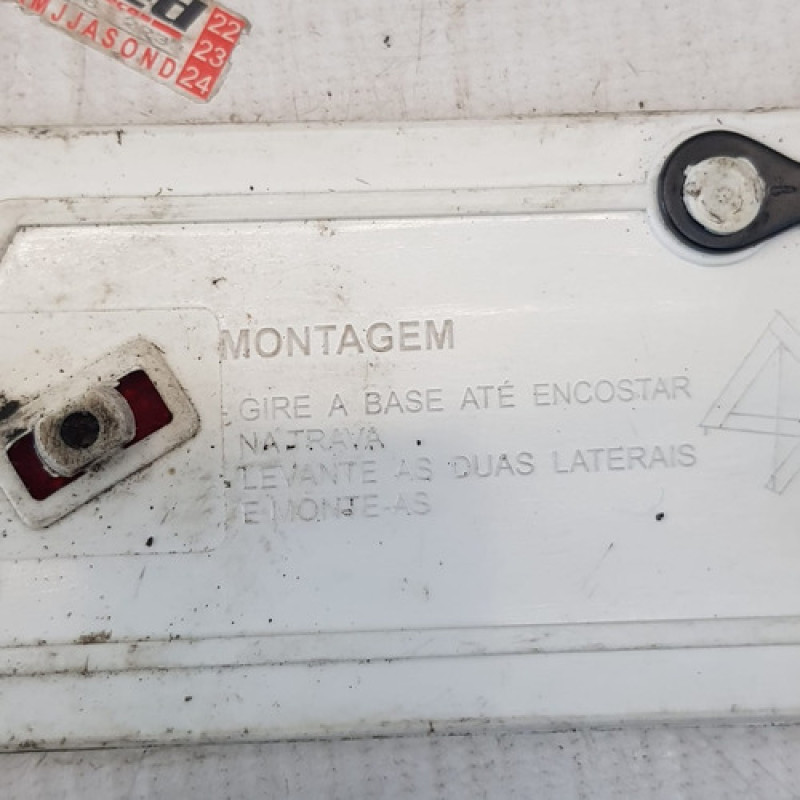 MJJASOND
22
23
24
MONTAGEM
GIRE A BASE ATÉ ENCOSTAR
NA TRAVA
LEVANTE AS DUAS LATERAIS
E MONTE-AS